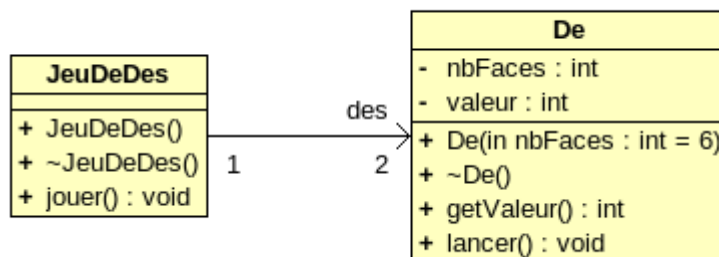 JeuDeDes
+ JeuDeDes()
+ ~JeuDeDes()
+ jouer() : void
des
1
2
De
- nbFaces : int
- valeur : int
+ De(in nbFaces : int = 6)
+ ~De()
+ getValeur() : int
+ lancer() : void